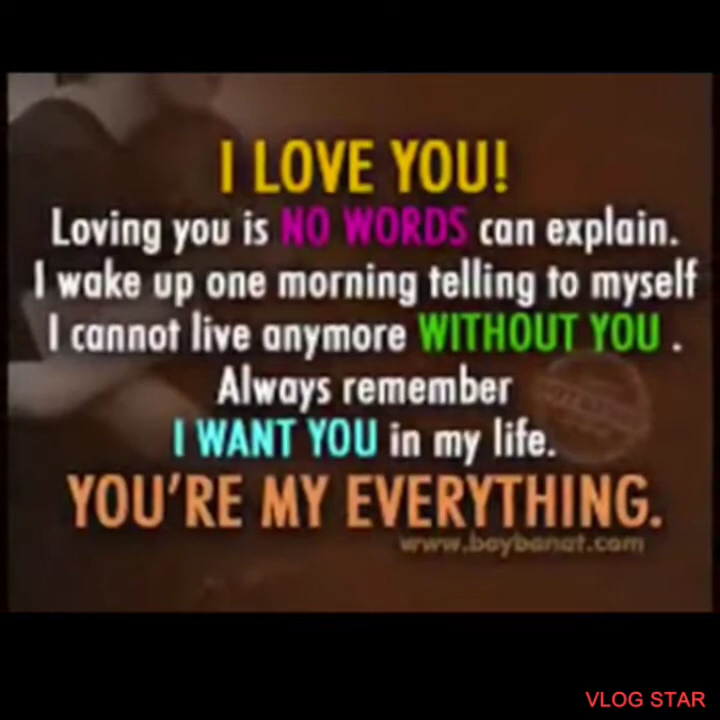 I LOVE YOU!
Loving you is NO WORDS can explain.
I wake up one morning telling to myself
I cannot live anymore WITHOUT YOU .
Always remember
I WANT YOU in my life.
YOU'RE MY EVERYTHING.
www.boybanat.com
VLOG STAR